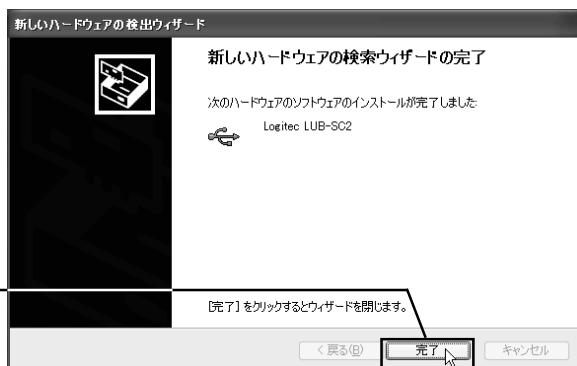 新しいハードウェアの検出ウィザード
新しいハードウェアの検索ウィザードの完了
次のハードウェアのソフトウェアのインストールが完了しました:
Logitec LUB-SC2
[完了] をクリックするとウィザードを閉じます。
< 戻る(B)
完了
キャンセル